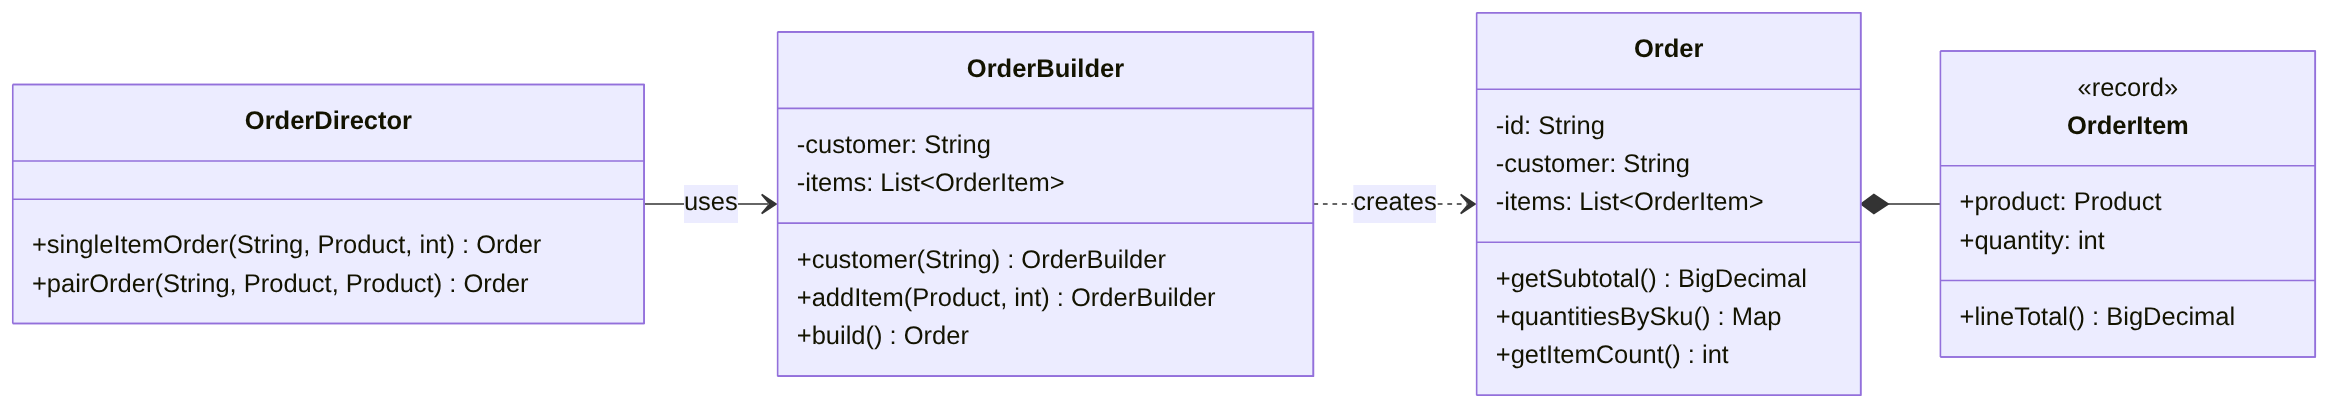 OrderDirector
+singleItemOrder(String, Product, int) : Order
+pairOrder(String, Product, Product) : Order
uses
OrderBuilder
-customer: String
-items: List<OrderItem>
+customer(String) : OrderBuilder
+addItem(Product, int) : OrderBuilder
+build() : Order
creates
Order
-id: String
-customer: String
-items: List<OrderItem>
+getSubtotal() : BigDecimal
+quantitiesBySku() : Map
+getItemCount() : int
«record»
OrderItem
+product: Product
+quantity: int
+lineTotal() : BigDecimal